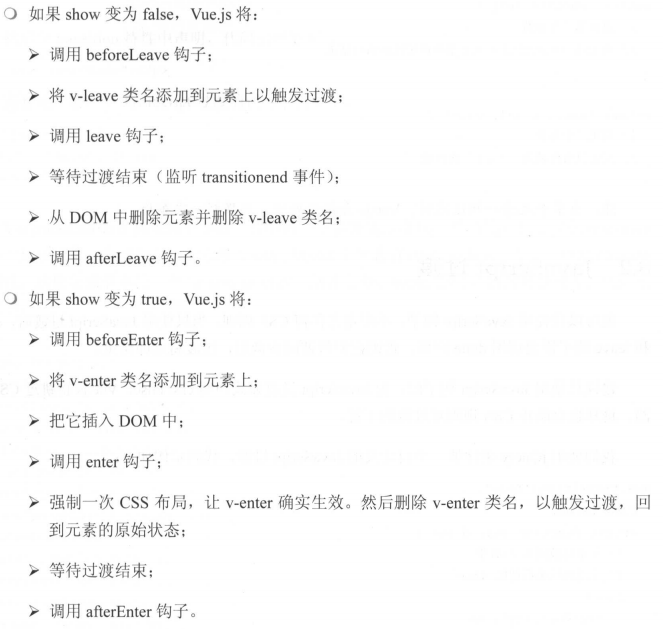 ○ 如果 show 变为 false，Vue.js 将：
➤ 调用 beforeLeave 钩子；
➤ 将 v-leave 类名添加到元素上以触发过渡；
➤ 调用 leave 钩子；
➤ 等待过渡结束（监听 transitionend 事件）；
➤ 从 DOM 中删除元素并删除 v-leave 类名；
➤ 调用 afterLeave 钩子。
○ 如果 show 变为 true，Vue.js 将：
➤ 调用 beforeEnter 钩子；
➤ 将 v-enter 类名添加到元素上；
➤ 把它插入 DOM 中；
➤ 调用 enter 钩子；
➤ 强制一次 CSS 布局，让 v-enter 确实生效。然后删除 v-enter 类名，以触发过渡，回
到元素的原始状态；
➤ 等待过渡结束；
➤ 调用 afterEnter 钩子。